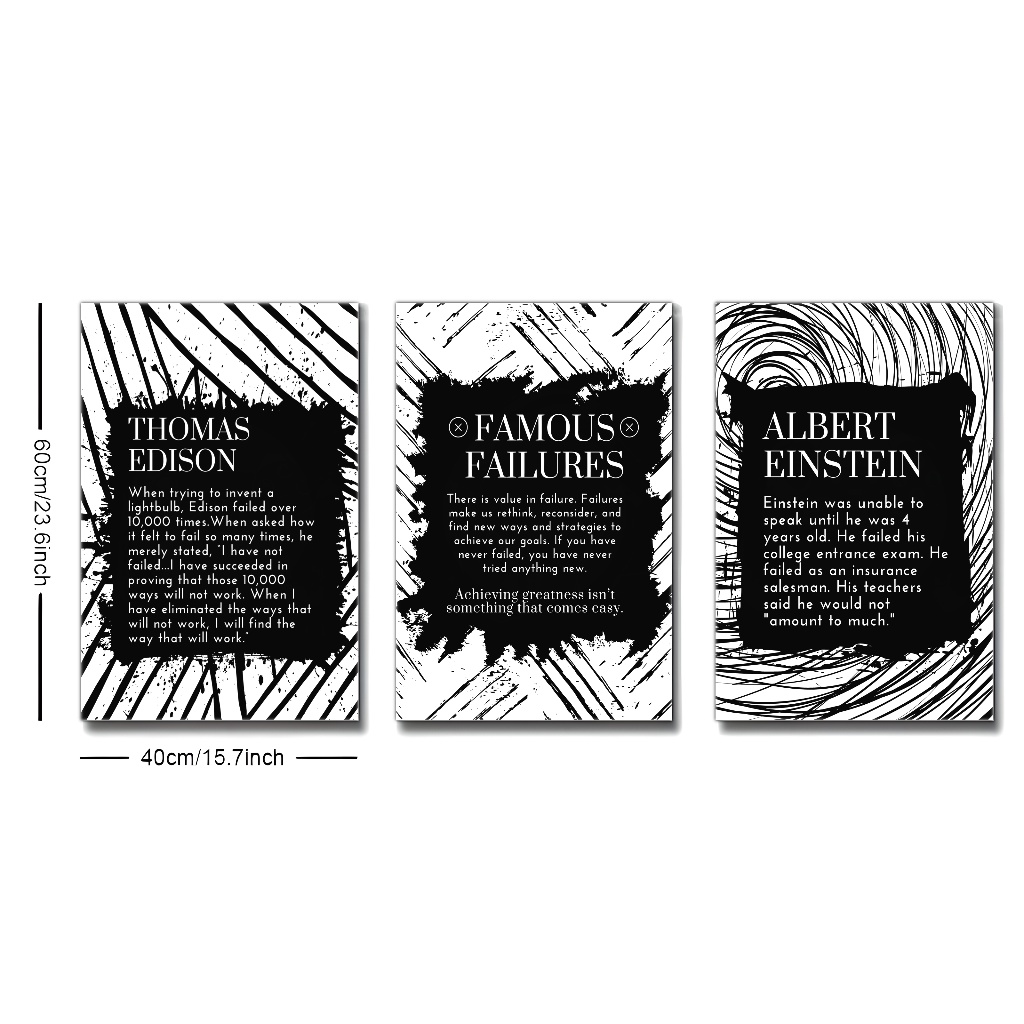 THOMAS
EDISON
When trying to invent a
lightbulb, Edison failed over
10,000 times.When asked how
it felt to fail so many times, he
merely stated, "I have not
failed...I have succeeded in
proving that those 10,000
ways will not work. When I
have eliminated the ways that
will not work, I will find the
way that will work."
FAMOUS
FAILURES
There is value in failure. Failures
make us rethink, reconsider, and
find new ways and strategies to
achieve our goals. If you have
never failed, you have never
tried anything new.
Achieving greatness isn't
something that comes easy.
ALBERT
EINSTEIN
Einstein was unable to
speak until he was 4
years old. He failed his
college entrance exam. He
failed as an insurance
salesman. His teachers
said he would not
"amount to much."
60cm/23.6inch
40cm/15.7inch